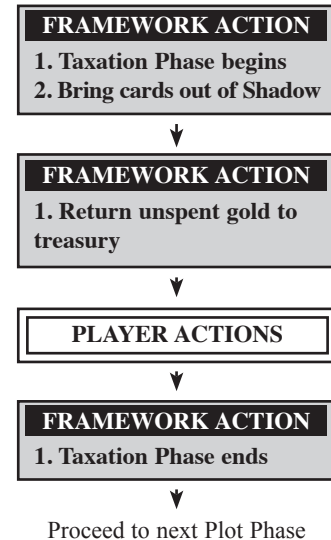 FRAMEWORK ACTION
1. Taxation Phase begins
2. Bring cards out of Shadow
FRAMEWORK ACTION
1. Return unspent gold to
treasury
PLAYER ACTIONS
FRAMEWORK ACTION
1. Taxation Phase ends
Proceed to next Plot Phase